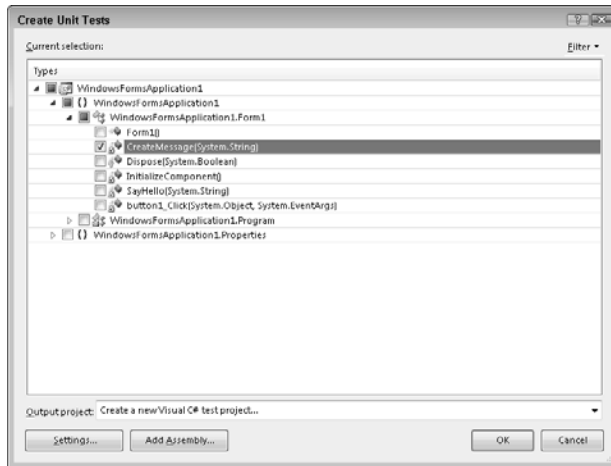 Create Unit Tests
Current selection:
Filter
Types
WindowsFormsApplication1
{} WindowsFormsApplication1
WindowsFormsApplication1.Form1
Form1()
CreateMessage(System.String)
Dispose(System.Boolean)
InitializeComponent()
SayHello(System.String)
button1_Click(System.Object, System.EventArgs)
WindowsFormsApplication1.Program
{} WindowsFormsApplication1.Properties
Output project: Create a new Visual C# test project...
Settings... Add Assembly... OK Cancel